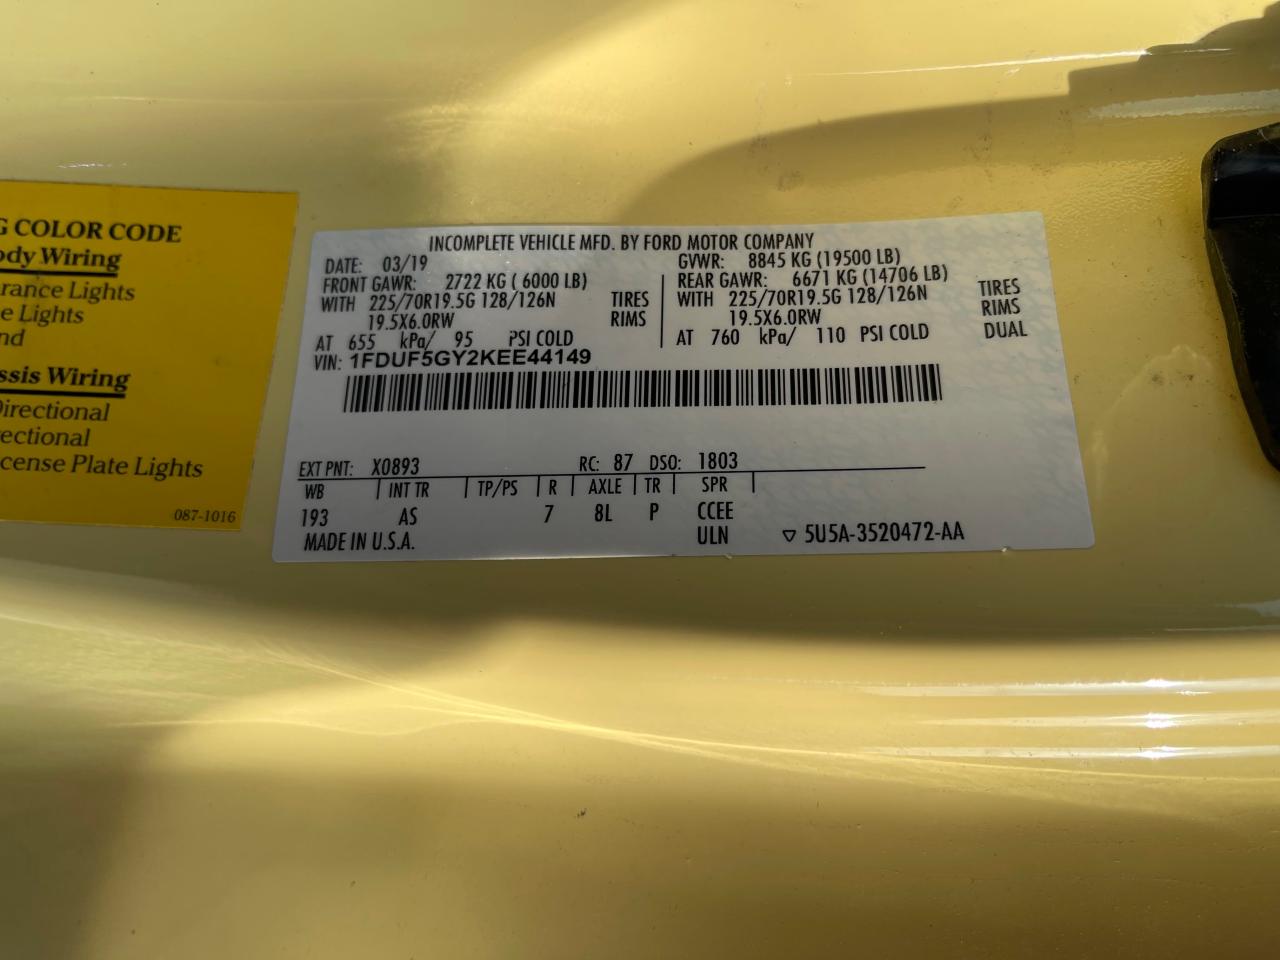 G COLOR CODE
ody Wiring
arance Lights
e Lights
nd
ssis Wiring
Directional
ectional
cense Plate Lights
087-1016
INCOMPLETE VEHICLE MFD. BY FORD MOTOR COMPANY
DATE: 03/19 GVWR: 8845 KG (19500 LB)
FRONT GAWR: 2722 KG ( 6000 LB) REAR GAWR: 6671 KG (14706 LB)
WITH 225/70R19.5G 128/126N TIRES WITH 225/70R19.5G 128/126N TIRES
19.5X6.0RW RIMS 19.5X6.0RW RIMS
AT 655 kPa/ 95 PSI COLD AT 760 kPa/ 110 PSI COLD DUAL
VIN: 1FDUF5GY2KEE44149
EXT PNT: X0893 RC: 87 DSO: 1803
WB INT TR TP/PS R AXLE TR SPR
193 AS 7 8L P CCEE
MADE IN U.S.A. ULN ▽ 5U5A-3520472-AA